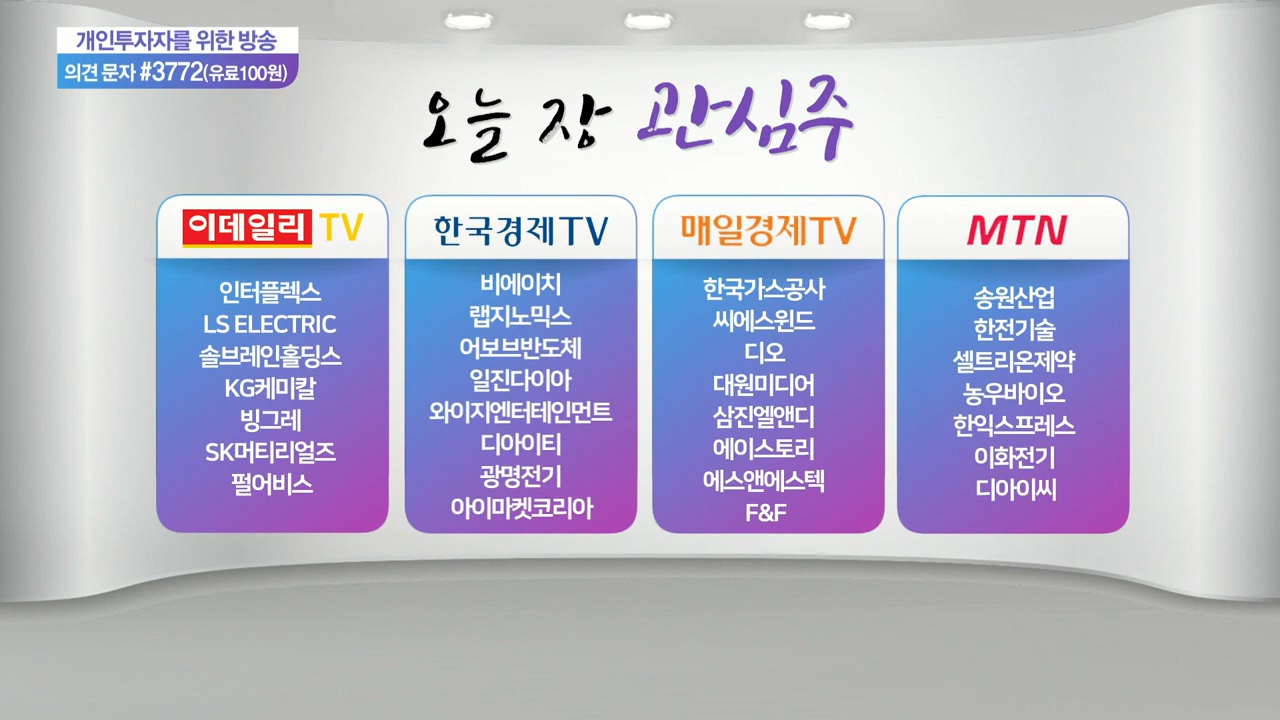 개인투자자를 위한 방송
의견 문자 #3772(유료100원)
오늘 장 관심주
이데일리 TV
인터플렉스
LS ELECTRIC
솔브레인홀딩스
KG케미칼
빙그레
SK머티리얼즈
펄어비스
한국경제TV
비에이치
랩지노믹스
어보브반도체
일진다이아
와이지엔터테인먼트
디아이티
광명전기
아이마켓코리아
매일경제TV
한국가스공사
씨에스윈드
디오
대원미디어
삼진엘앤디
에이스토리
에스앤에스텍
F&F
MTN
송원산업
한전기술
셀트리온제약
농우바이오
한익스프레스
이화전기
디아이씨